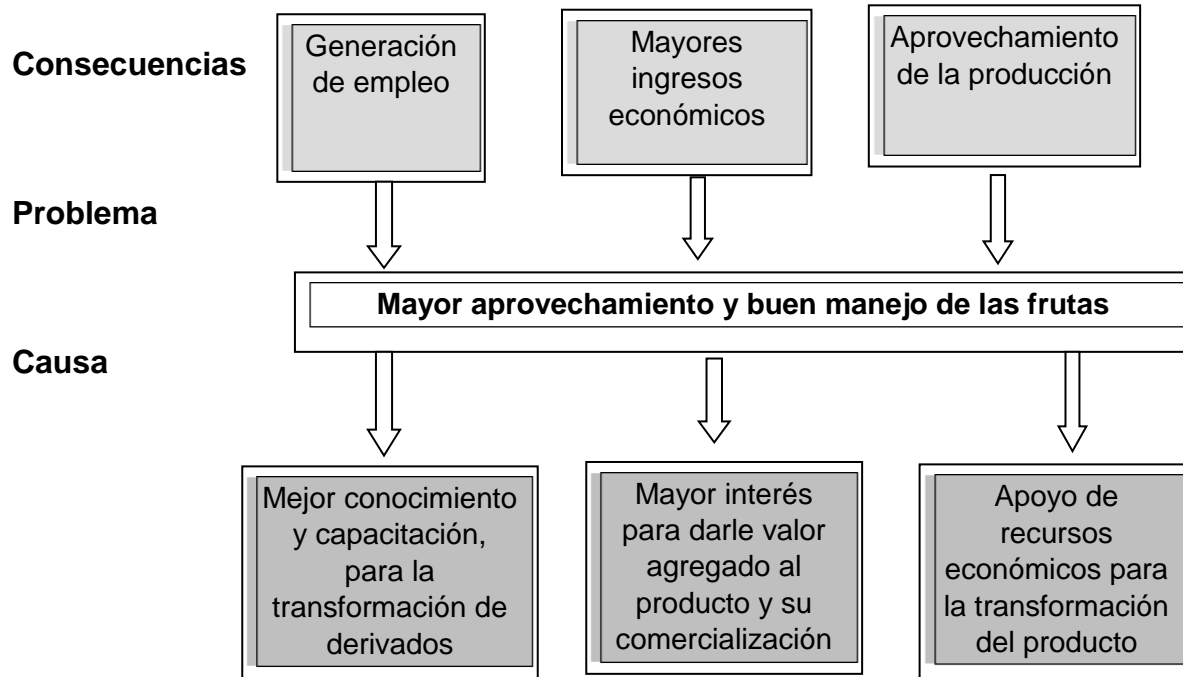 Consecuencias
Generación
de empleo
Mayores
ingresos
económicos
Aprovechamiento
de la producción
Problema
Mayor aprovechamiento y buen manejo de las frutas
Causa
Mejor conocimiento
y capacitación,
para la
transformación de
derivados
Mayor interés
para darle valor
agregado al
producto y su
comercialización
Apoyo de
recursos
económicos para
la transformación
del producto